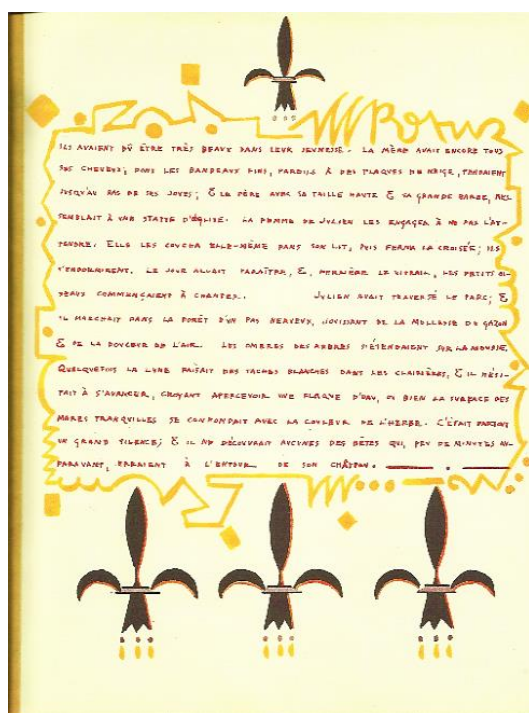 ILS AVAIENT DÛ ÊTRE TRÈS BEAUX DANS LEUR JEUNESSE. LA MÈRE AVAIT ENCORE TOUS
SES CHEVEUX; DONT LES BANDEAUX FINS, PAREILS À DES PLAQUES DE NEIGE, PENDAIENT
JUSQU'AU BAS DE SES JOUES; & LE PÈRE AVEC SA TAILLE HAUTE & SA GRANDE BARBE, RES
SEMBLAIT À UNE STATUE D'ÉGLISE. LA FEMME DE JULIEN LES ENGAGEA À NE PAS L'AT-
TENDRE. ELLE LES COUCHA ELLE-MÊME DANS SON LIT, PUIS FERMA LA CROISÉE; ILS
S'ENDORMIRENT. LE JOUR ALLAIT PARAÎTRE, &, DERRIÈRE LE VITRAIL, LES PETITS OI-
SEAUX COMMENÇAIENT À CHANTER. JULIEN AVAIT TRAVERSÉ LE PARC; &
IL MARCHAIT DANS LA FORÊT D'UN PAS NERVEUX, JOUISSANT DE LA MOLLESSE DU GAZON
& DE LA DOUCEUR DE L'AIR. LES OMBRES DES ARBRES S'ÉTENDAIENT SUR LA MOUSSE.
QUELQUEFOIS LA LUNE FAISAIT DES TACHES BLANCHES DANS LES CLAIRIÈRES, & IL HÉSI-
TAIT À S'AVANCER, CROYANT APERCEVOIR UNE FLAQUE D'EAU, OU BIEN LA SURFACE DES
MARES TRANQUILLES SE CONFONDAIT AVEC LA COULEUR DE L'HERBE. C'ÉTAIT PARTOUT
UN GRAND SILENCE; & IL NE DÉCOUVRAIT AUCUNES DES BÊTES QUI, PEU DE MINUTES AU-
PARAVANT, ERRAIENT À L'ENTOUR DE SON CHÂTEAU.